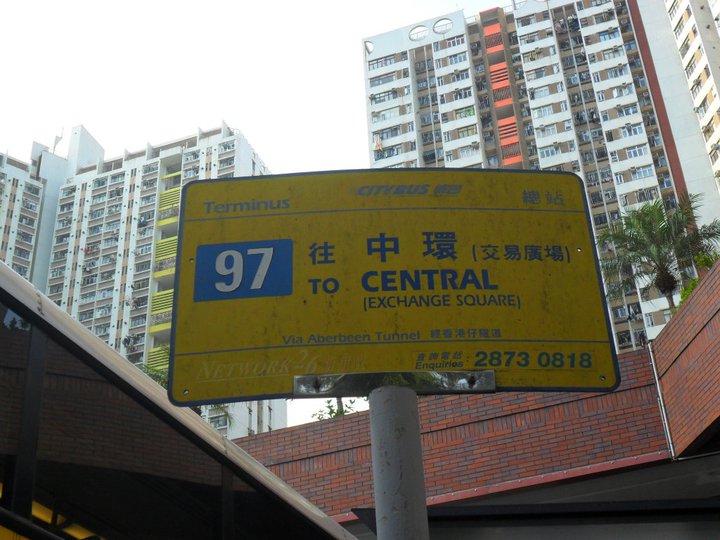 Terminus CITYBUS 城巴 總站
97 往 中環 (交易廣場)
TO CENTRAL
(EXCHANGE SQUARE)
Via Aberbeen Tunnel 經香港仔隧道
NETWORK 26
查詢電話
Enquiries 2873 0818